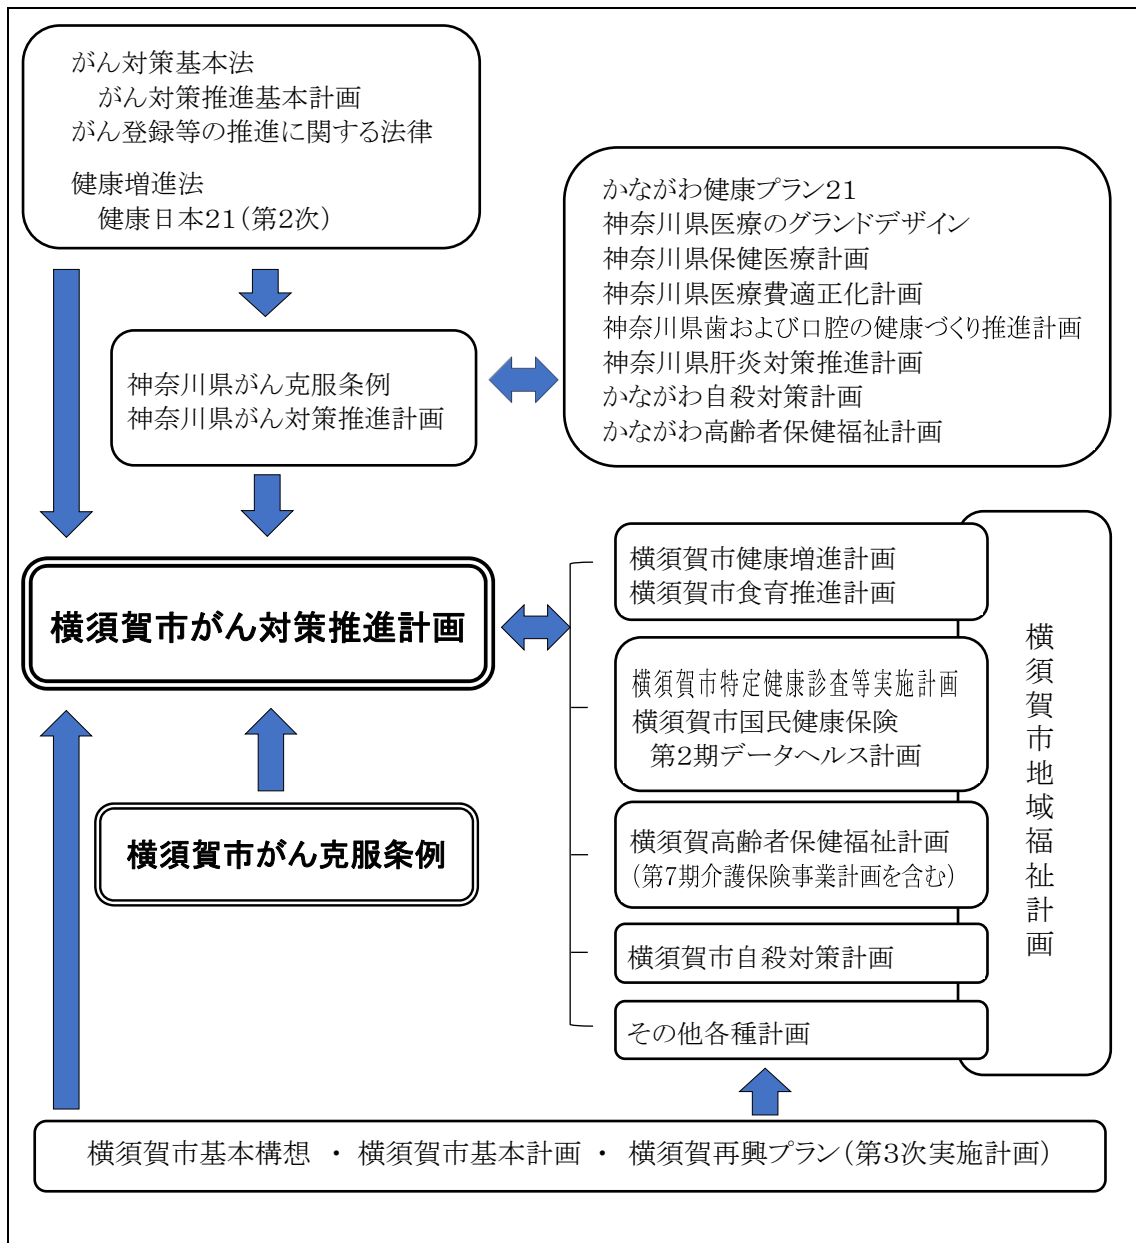 がん対策基本法
がん対策推進基本計画
がん登録等の推進に関する法律
健康増進法
健康日本21(第2次)
かながわ健康プラン21
神奈川県医療のグランドデザイン
神奈川県保健医療計画
神奈川県医療費適正化計画
神奈川県歯および口腔の健康づくり推進計画
神奈川県肝炎対策推進計画
かながわ自殺対策計画
かながわ高齢者保健福祉計画
神奈川県がん克服条例
神奈川県がん対策推進計画
横須賀市がん対策推進計画
横須賀市がん克服条例
横須賀市健康増進計画
横須賀市食育推進計画
横須賀市特定健康診査等実施計画
横須賀市国民健康保険
第2期データヘルス計画
横須賀高齢者保健福祉計画
(第7期介護保険事業計画を含む)
横須賀市自殺対策計画
その他各種計画
横須賀市地域福祉計画
横須賀市基本構想 ・ 横須賀市基本計画 ・ 横須賀再興プラン(第3次実施計画)